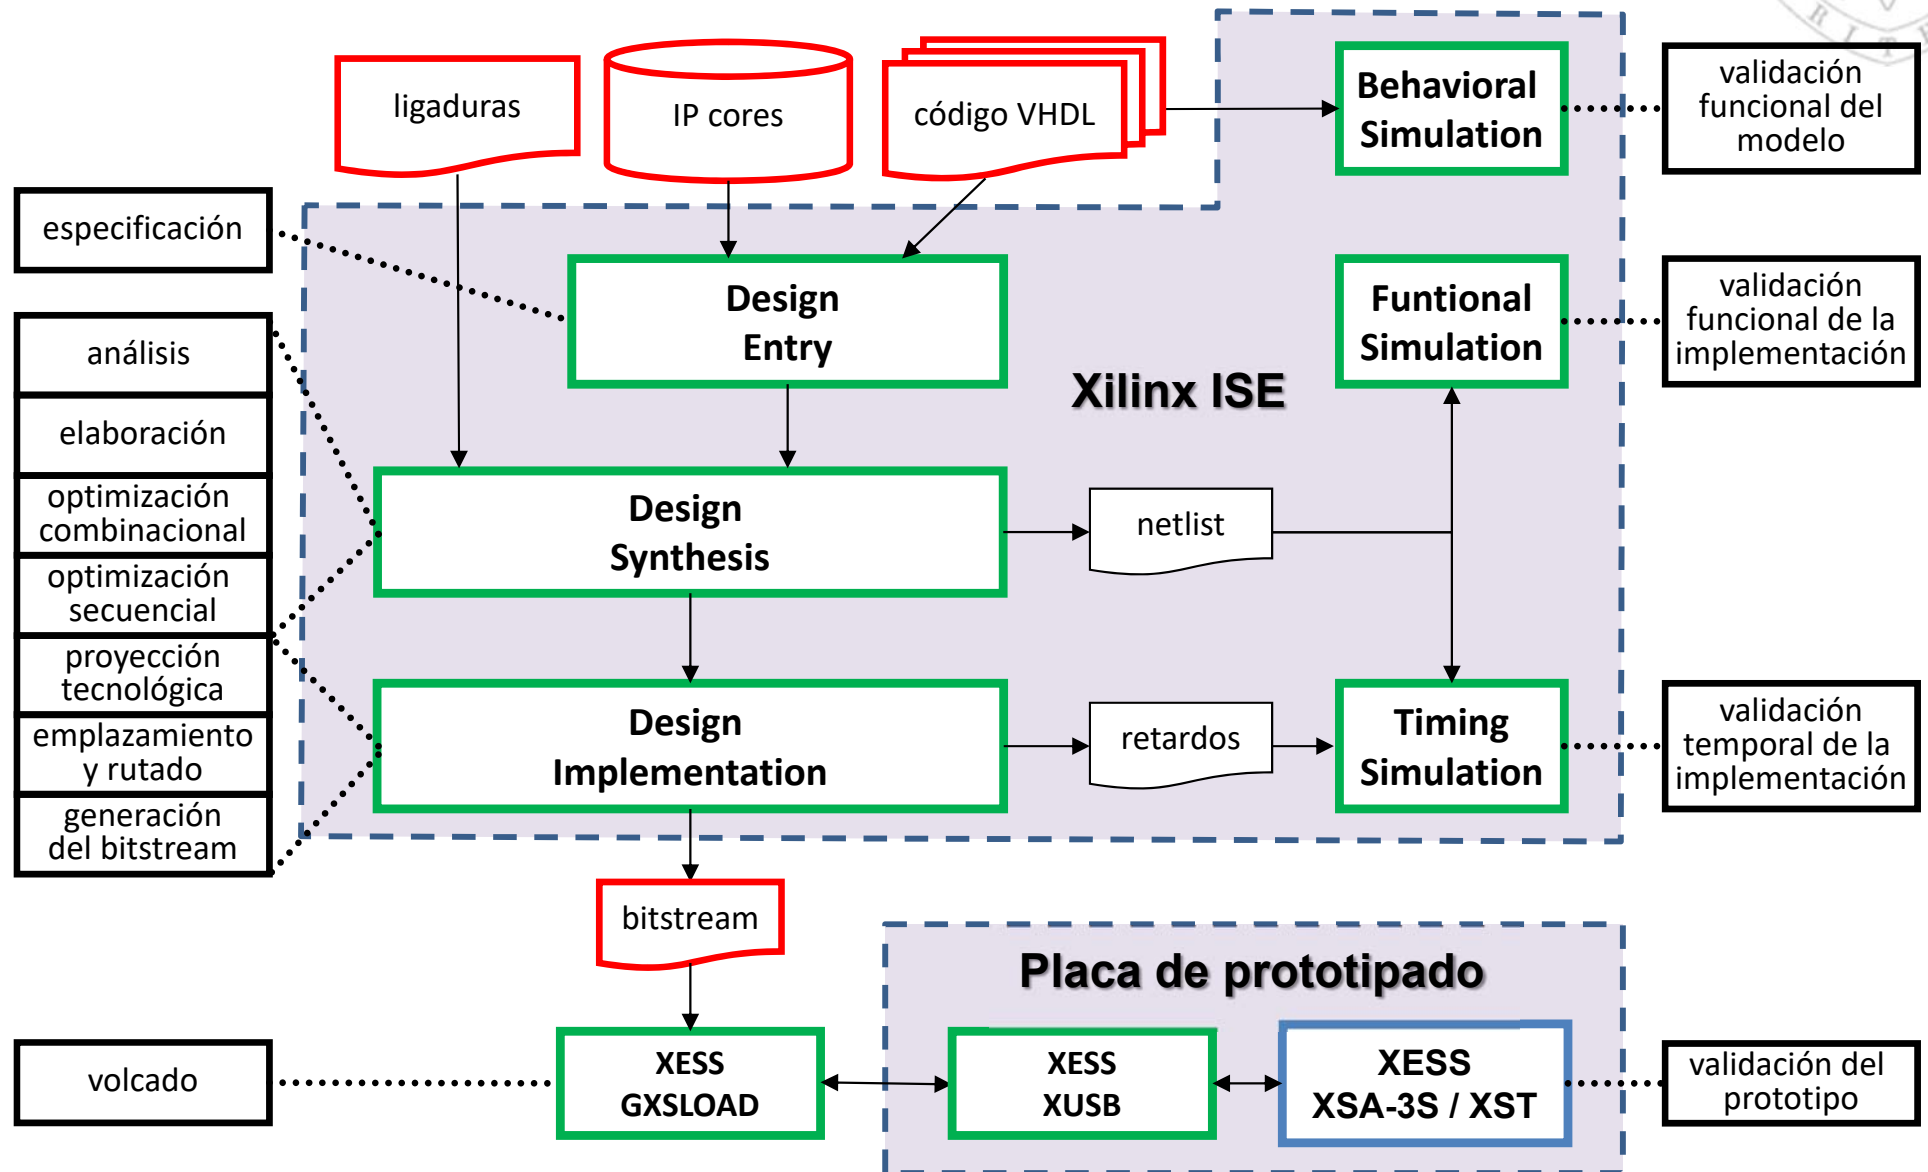 ligaduras
IP cores
código VHDL
Behavioral
Simulation
validación
funcional del
modelo
especificación
Design
Entry
Funtional
Simulation
validación
funcional de la
implementación
Xilinx ISE
análisis
elaboración
optimización
combinacional
optimización
secuencial
proyección
tecnológica
emplazamiento
y rutado
generación
del bitstream
Design
Synthesis
netlist
Design
Implementation
retardos
Timing
Simulation
validación
temporal de la
implementación
bitstream
Placa de prototipado
volcado
XESS
GXSLOAD
XESS
XUSB
XESS
XSA-3S / XST
validación del
prototipo